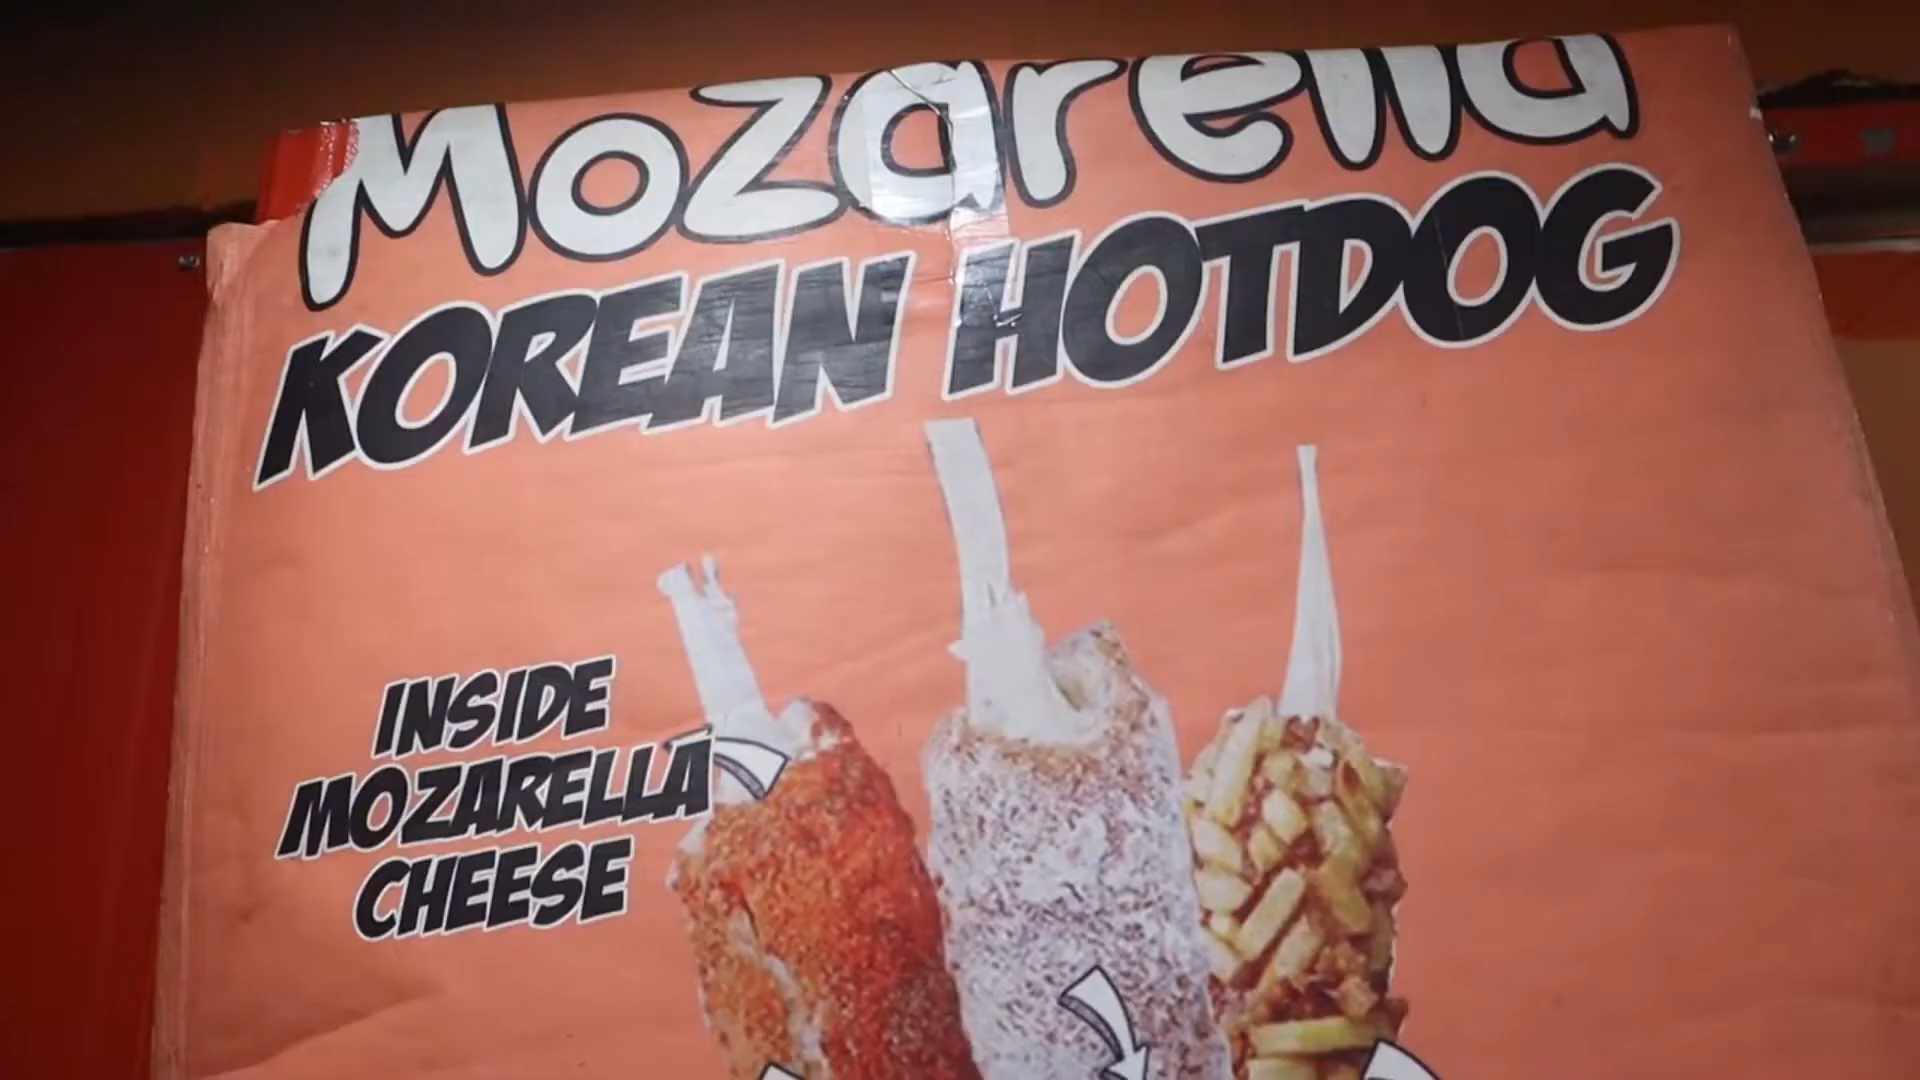 Mozarella
KOREAN HOTDOG
INSIDE
MOZARELLA
CHEESE